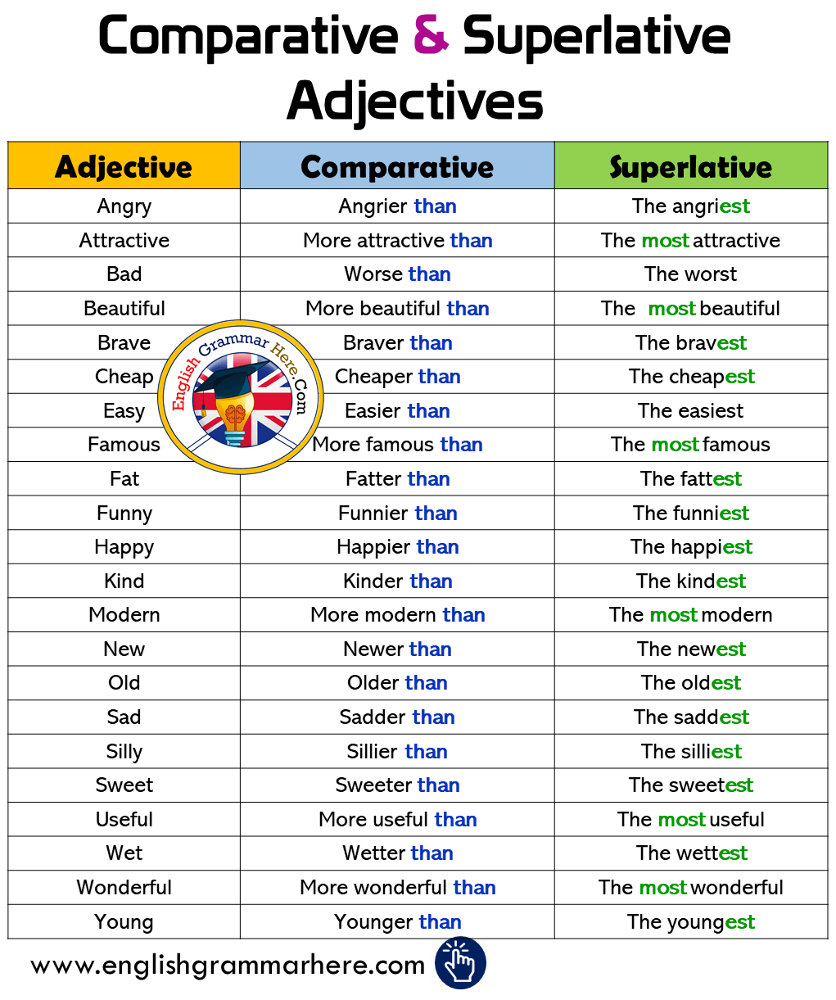 Comparative & Superlative
Adjectives
Adjective Comparative Superlative
Angry Angrier than The angriest
Attractive More attractive than The most attractive
Bad Worse than The worst
Beautiful More beautiful than The most beautiful
Brave Braver than The bravest
Cheap Cheaper than The cheapest
Easy Easier than The easiest
Famous More famous than The most famous
English Grammar Here.Com
Fat Fatter than The fattest
Funny Funnier than The funniest
Happy Happier than The happiest
Kind Kinder than The kindest
Modern More modern than The most modern
New Newer than The newest
Old Older than The oldest
Sad Sadder than The saddest
Silly Sillier than The silliest
Sweet Sweeter than The sweetest
Useful More useful than The most useful
Wet Wetter than The wettest
Wonderful More wonderful than The most wonderful
Young Younger than The youngest
www.englishgrammarhere.com